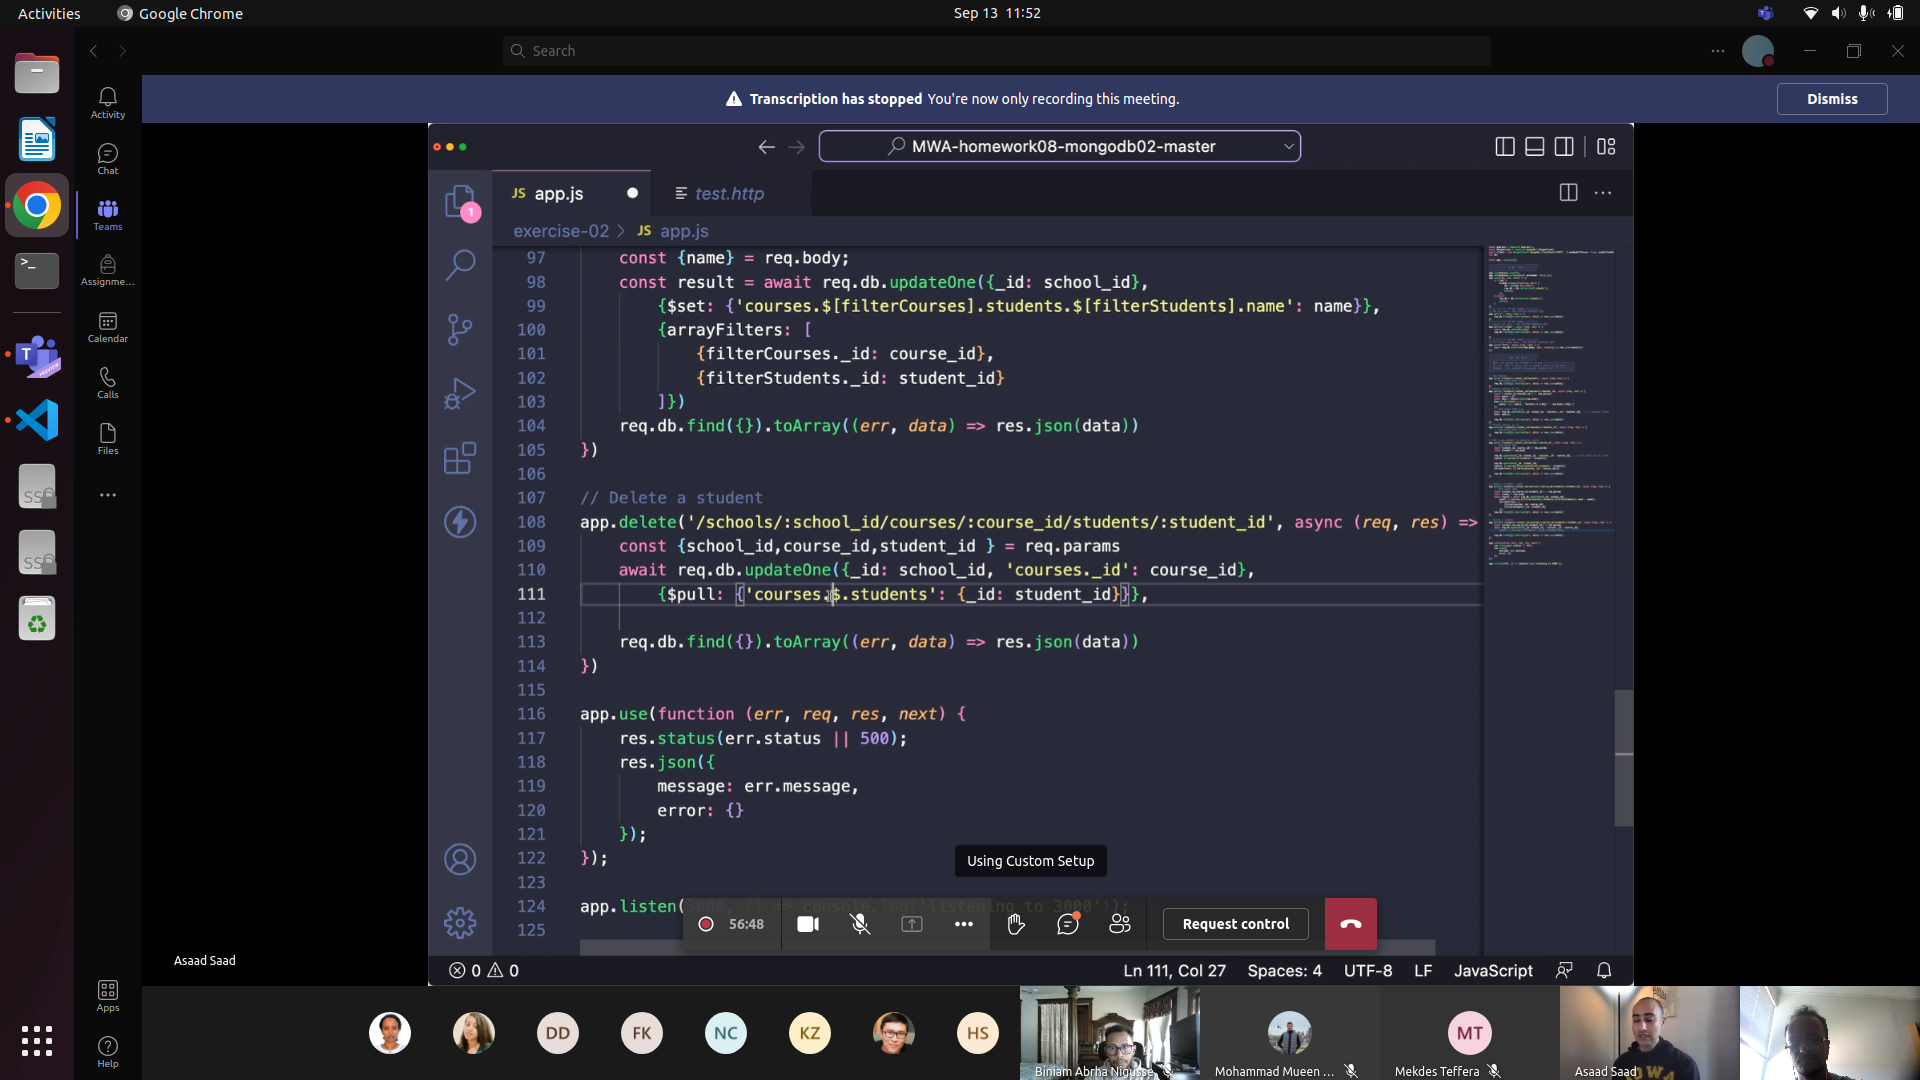 Activities
Google Chrome
Sep 13 11:52
Search
Transcription has stopped You're now only recording this meeting.
Dismiss
Activity
Chat
Teams
Assignme...
Calendar
Calls
Files
Apps
Help
MWA-homework08-mongodb02-master
1
JS app.js
test.http
exercise-02 > JS app.js
97 const {name} = req.body;
98 const result = await req.db.updateOne({_id: school_id},
99 {$set: {'courses.$[filterCourses].students.$[filterStudents].name': name}},
100 {arrayFilters: [
101 {filterCourses._id: course_id},
102 {filterStudents._id: student_id}
103 ]})
104 req.db.find({}).toArray((err, data) => res.json(data))
105 })
106
107 // Delete a student
108 app.delete('/schools/:school_id/courses/:course_id/students/:student_id', async (req, res) =>
109 const {school_id,course_id,student_id } = req.params
110 await req.db.updateOne({_id: school_id, 'courses._id': course_id},
111 {$pull: {'courses.$.students': {_id: student_id}}},
112
113 req.db.find({}).toArray((err, data) => res.json(data))
114 })
115
116 app.use(function (err, req, res, next) {
117 res.status(err.status || 500);
118 res.json({
119 message: err.message,
120 error: {}
121 });
122 });
123
124 app.listen(3000, () => console.log('listening to 3000'));
125
Using Custom Setup
56:48
Request control
Asaad Saad
0 0
Ln 111, Col 27
Spaces: 4
UTF-8
LF
JavaScript
DD
FK
NC
KZ
HS
MT
Biniam Abrha Nigusse
Mohammad Mueen ...
Mekdes Teffera
Asaad Saad